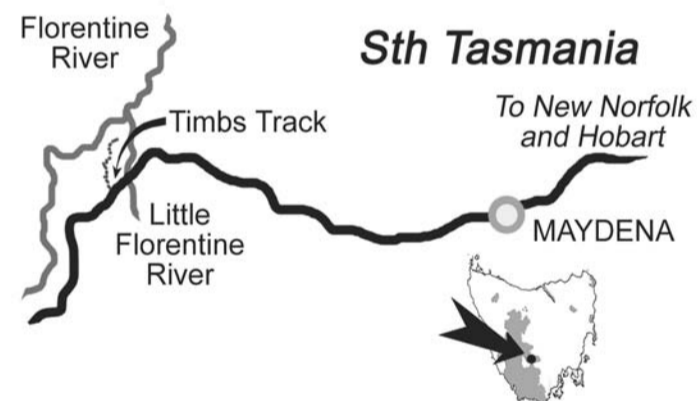 Florentine
River
Sth Tasmania
To New Norfolk
and Hobart
Timbs Track
Little
Florentine
River
MAYDENA